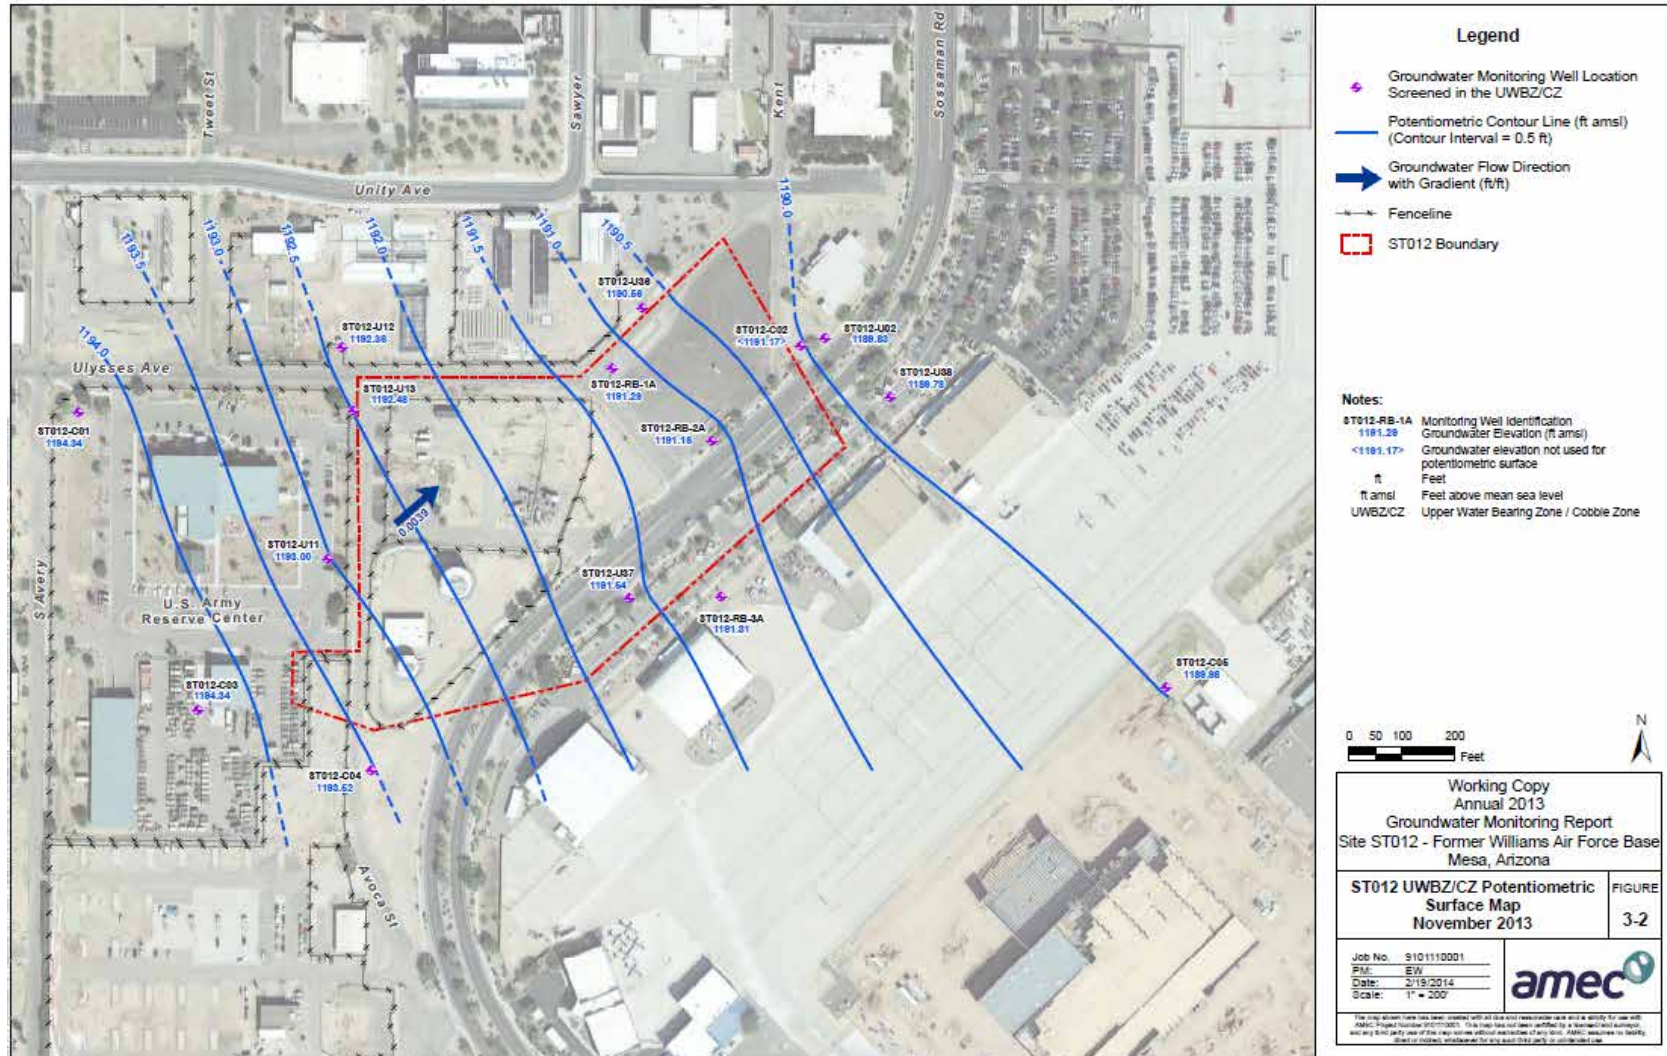 Tweet St
Sawyer
Kent
Sossaman Rd
Unity Ave
1193.5
1193.0
1192.5
1192.0
1191.5
1191.0
1190.5
1190.0
1194.0
Ulysses Ave
ST012-U36
1190.56
ST012-U12
1192.36
ST012-C02
<1191.17>
ST012-U02
1189.83
ST012-U13
1192.48
ST012-RB-1A
1191.29
ST012-U38
1189.73
ST012-C01
1194.34
ST012-RB-2A
1191.15
0.0039
ST012-U11
1193.00
S Avery
U.S. Army
Reserve Center
ST012-U37
1191.54
ST012-RB-3A
1191.31
ST012-C03
1194.34
ST012-C05
1189.98
ST012-C04
1193.52
Avoca St
Legend
Groundwater Monitoring Well Location
Screened in the UWBZ/CZ
Potentiometric Contour Line (ft amsl)
(Contour Interval = 0.5 ft)
Groundwater Flow Direction
with Gradient (ft/ft)
Fenceline
ST012 Boundary
Notes:
ST012-RB-1A Monitoring Well Identification
1191.29 Groundwater Elevation (ft amsl)
<1191.17> Groundwater elevation not used for
potentiometric surface
ft Feet
ft amsl Feet above mean sea level
UWBZ/CZ Upper Water Bearing Zone / Cobble Zone
0 50 100 200
Feet
N
Working Copy
Annual 2013
Groundwater Monitoring Report
Site ST012 - Former Williams Air Force Base
Mesa, Arizona
ST012 UWBZ/CZ Potentiometric
Surface Map
November 2013
FIGURE
3-2
Job No. 9101110001
PM: EW
Date: 2/19/2014
Scale: 1" = 200'
amec